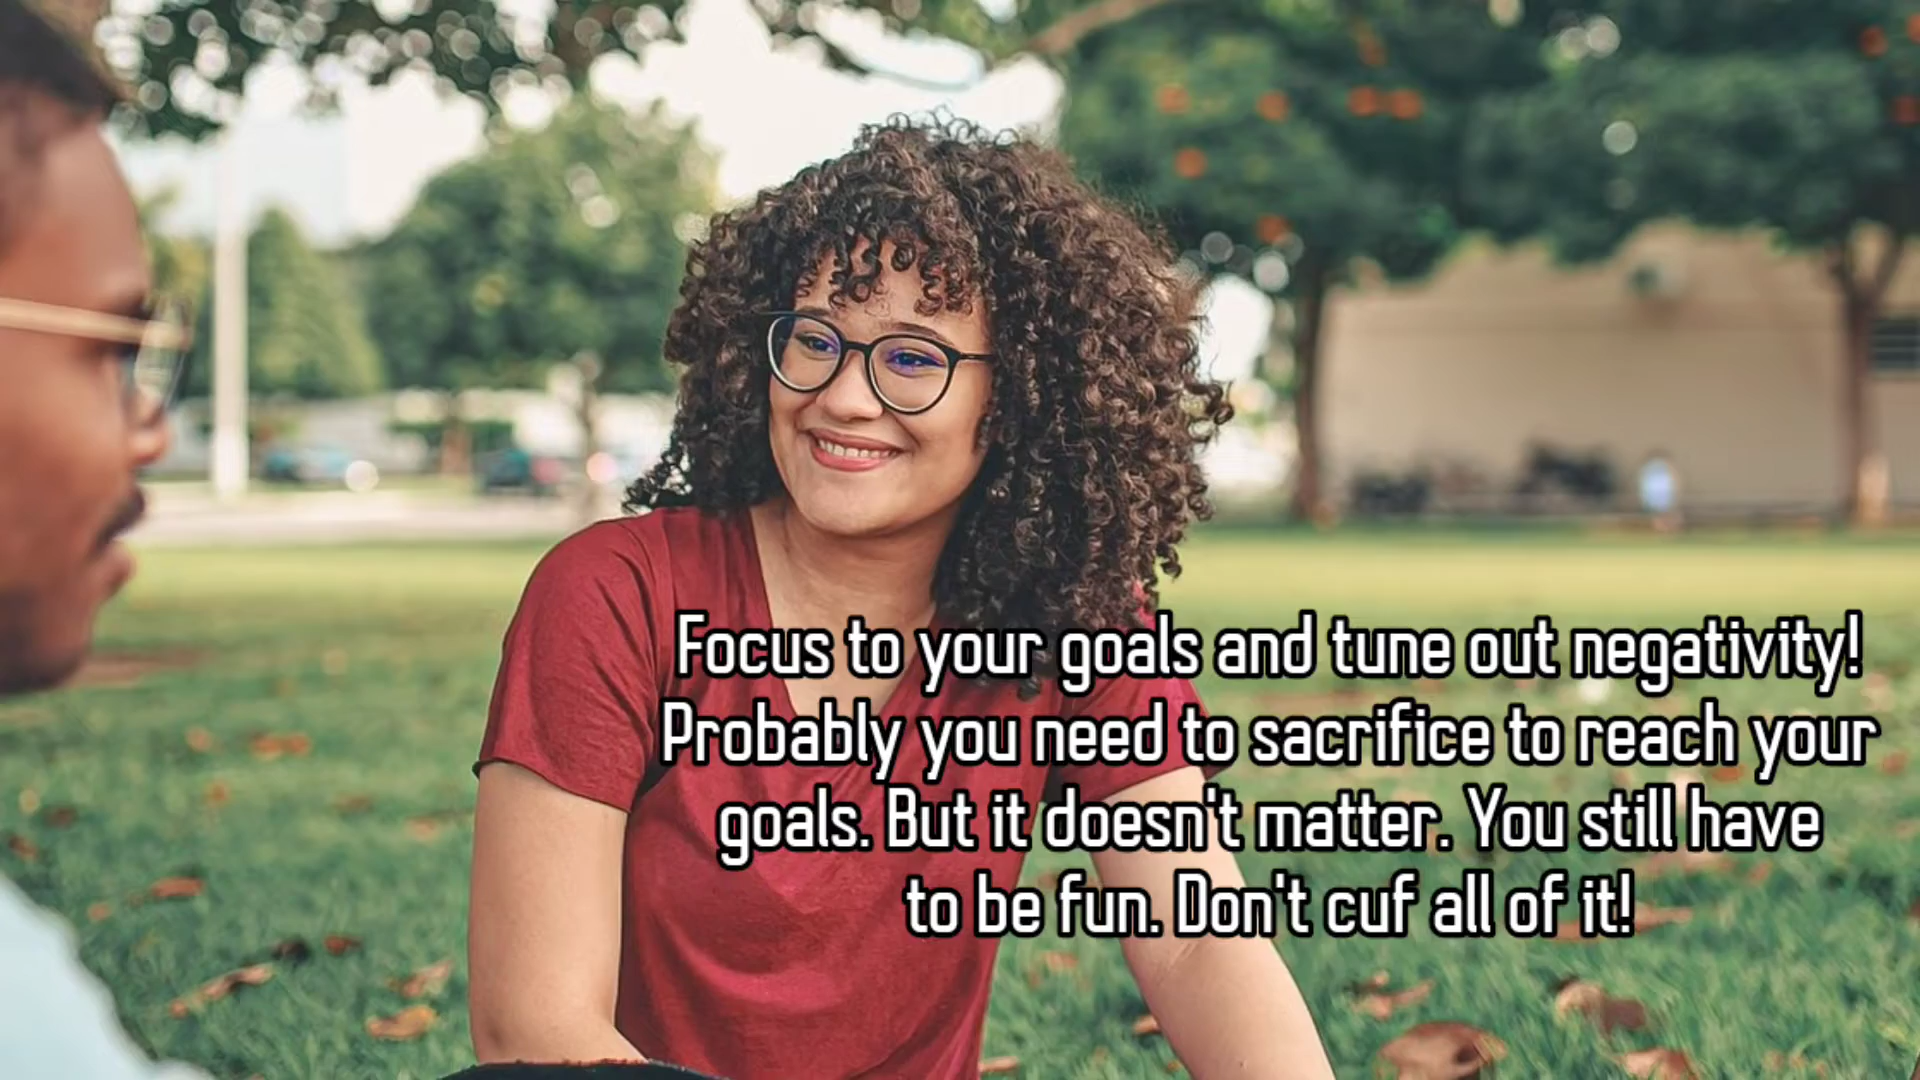 Focus to your goals and tune out negativity!
Probably you need to sacrifice to reach your
goals. But it doesn't matter. You still have
to be fun. Don't cuf all of it!